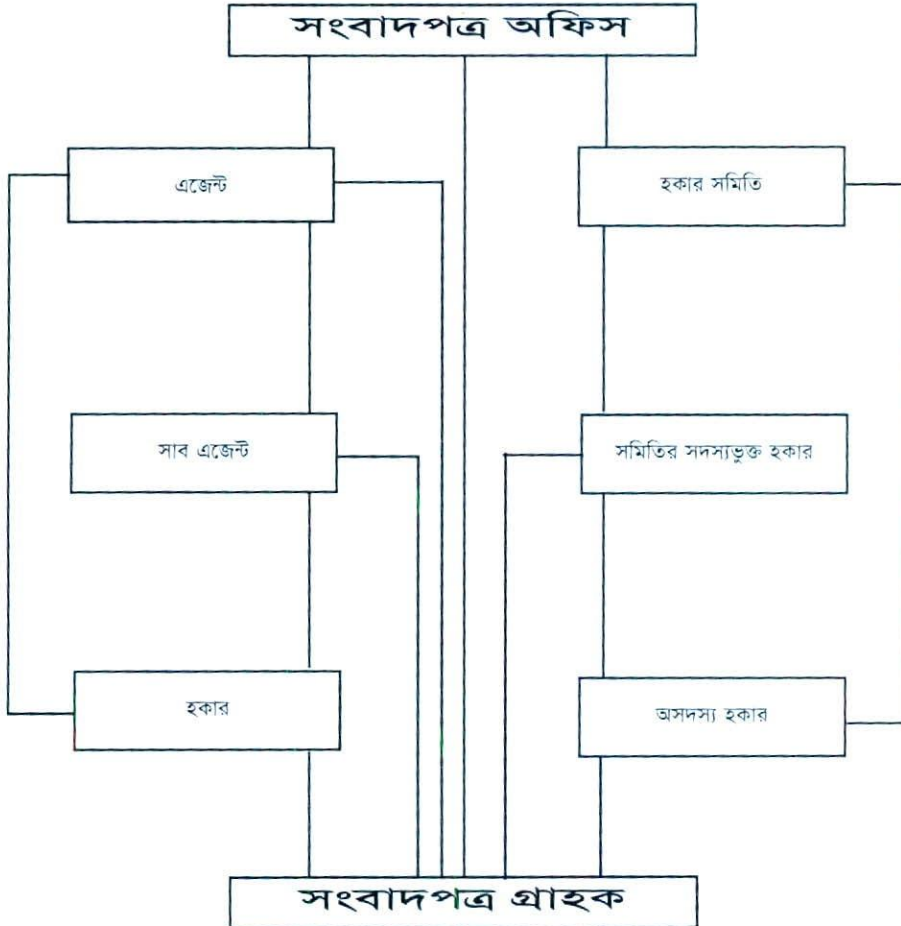 সংবাদপত্র অফিস
এজেন্ট
হকার সমিতি
সাব এজেন্ট
সমিতির সদস্যভুক্ত হকার
হকার
অসদস্য হকার
সংবাদপত্র গ্রাহক